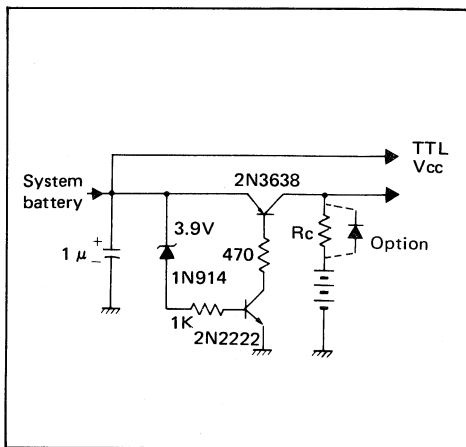 TTL
Vcc
System
battery
2N3638
3.9V
Rc
Option
1 μ
+
−
470
1N914
1K
2N2222